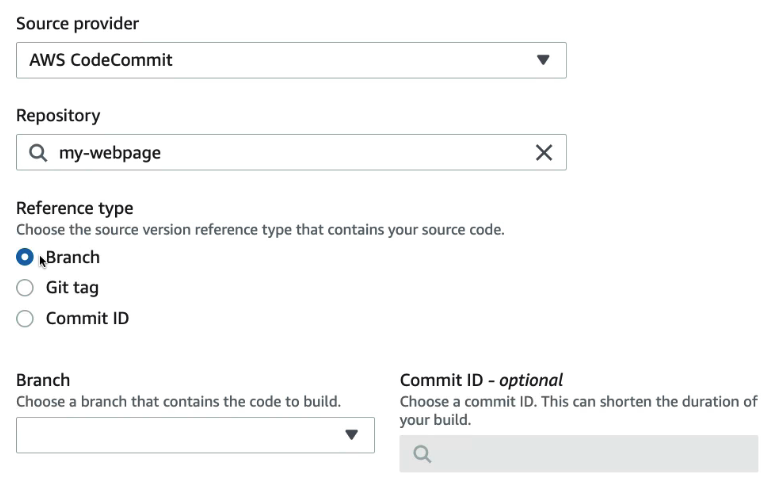 Source provider
AWS CodeCommit
Repository
my-webpage
Reference type
Choose the source version reference type that contains your source code.
Branch
Git tag
Commit ID
Branch
Choose a branch that contains the code to build.
Commit ID - optional
Choose a commit ID. This can shorten the duration of
your build.